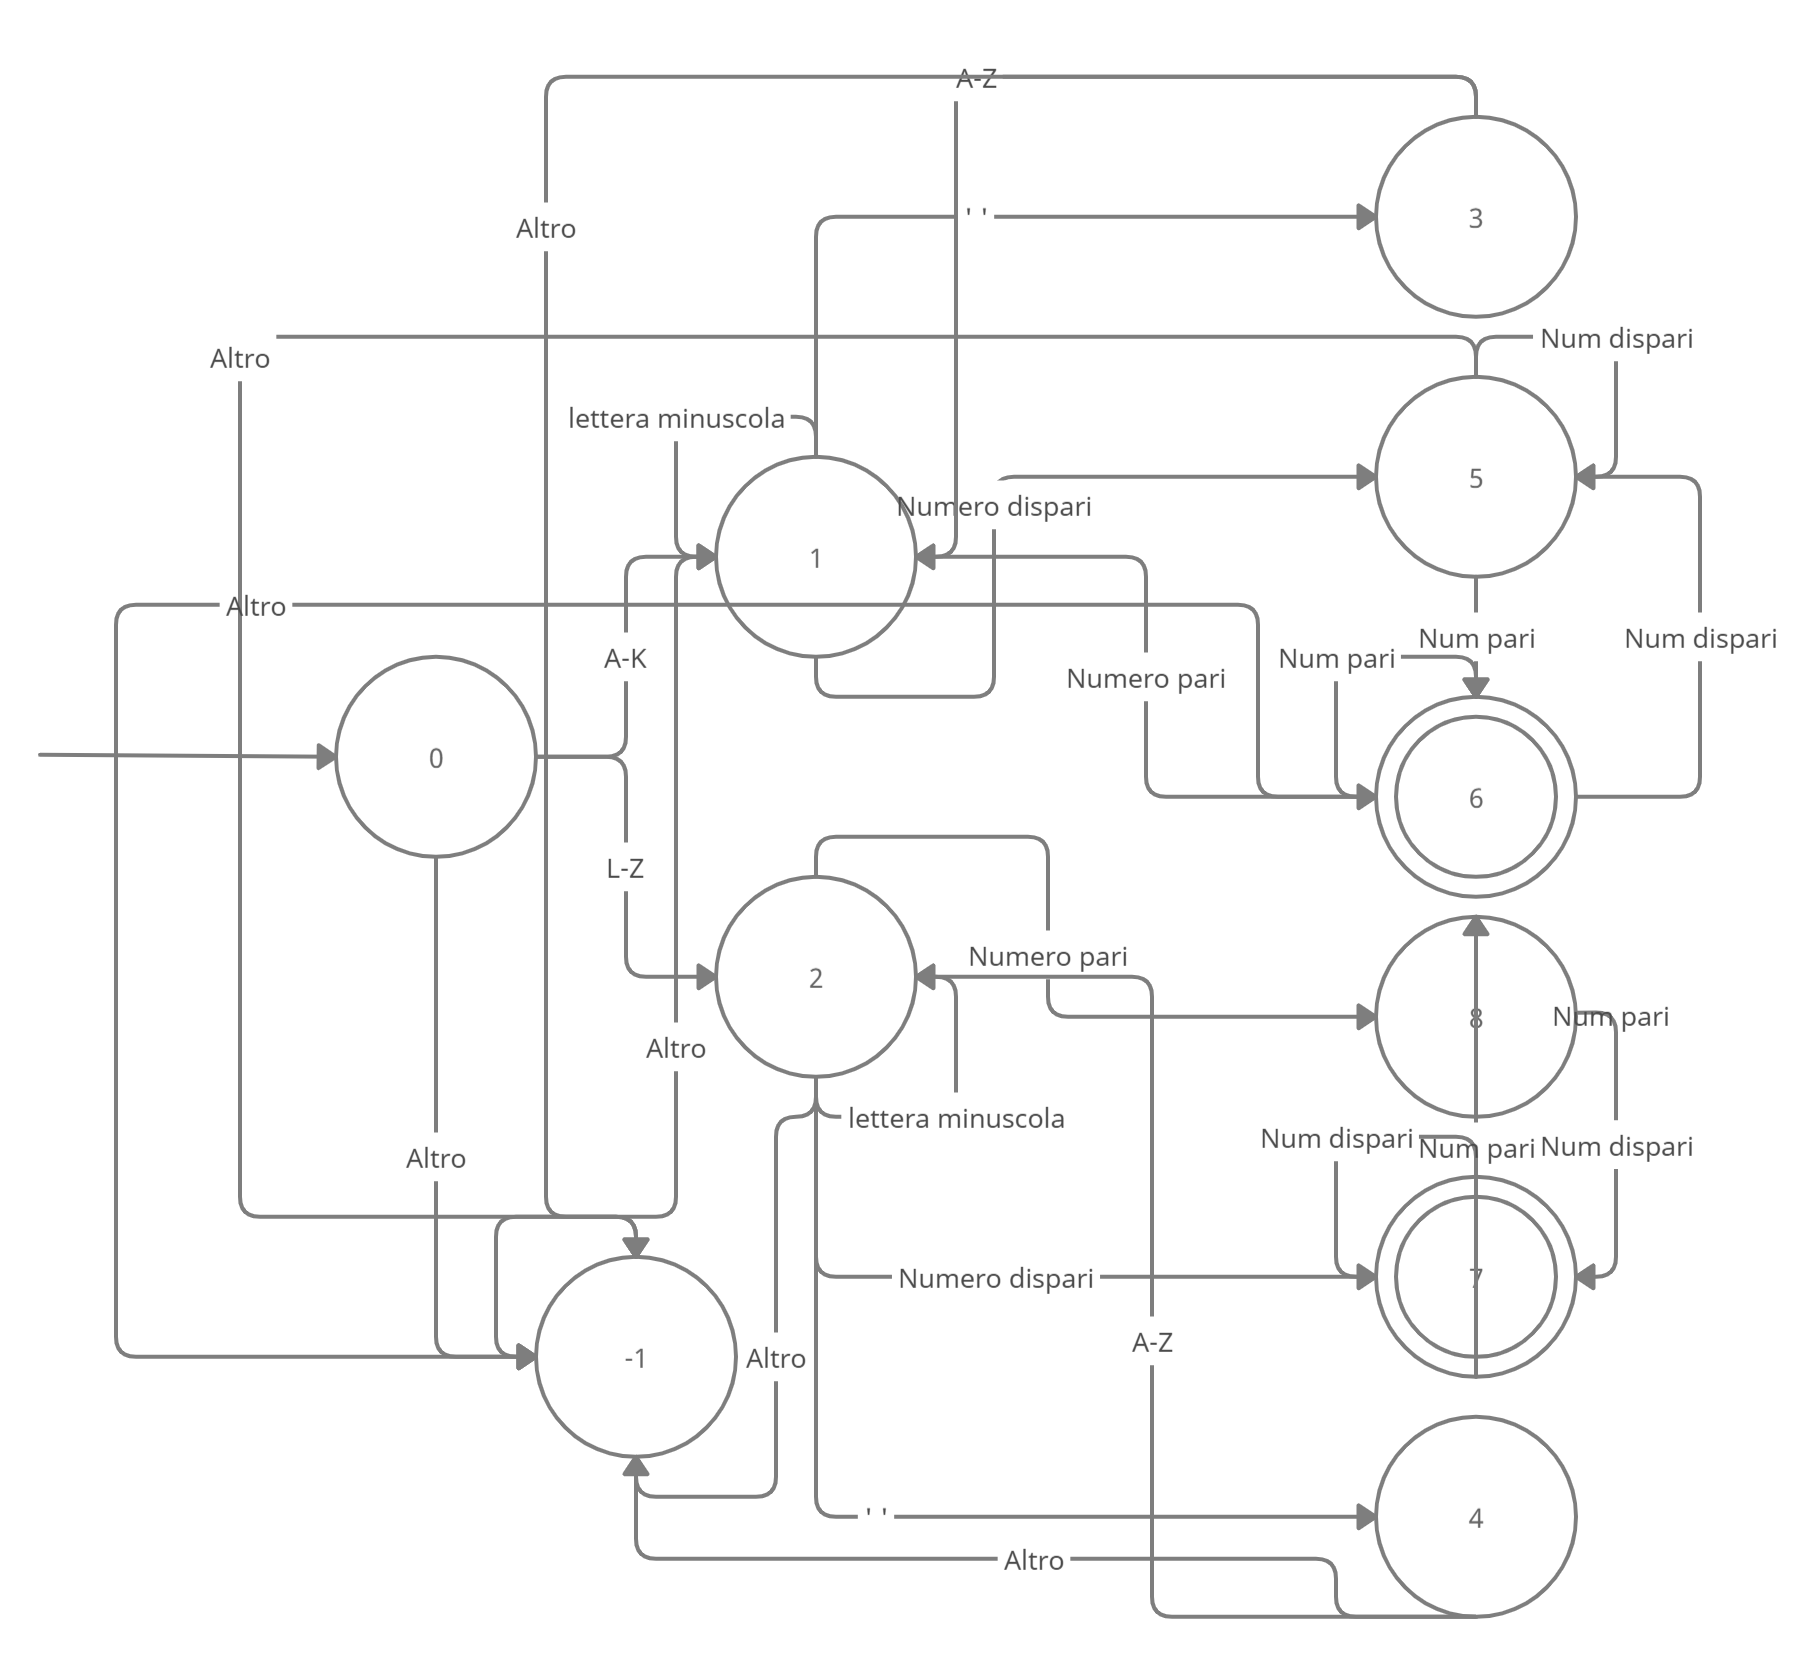 A-Z
3
' '
Altro
Num dispari
Altro
lettera minuscola
5
Numero dispari
1
Altro
Num pari
Num dispari
A-K
Num pari
Numero pari
0
6
L-Z
Numero pari
2
8
Num pari
Altro
lettera minuscola
Num dispari
Num pari
Num dispari
Altro
7
Numero dispari
A-Z
-1
Altro
' '
4
Altro